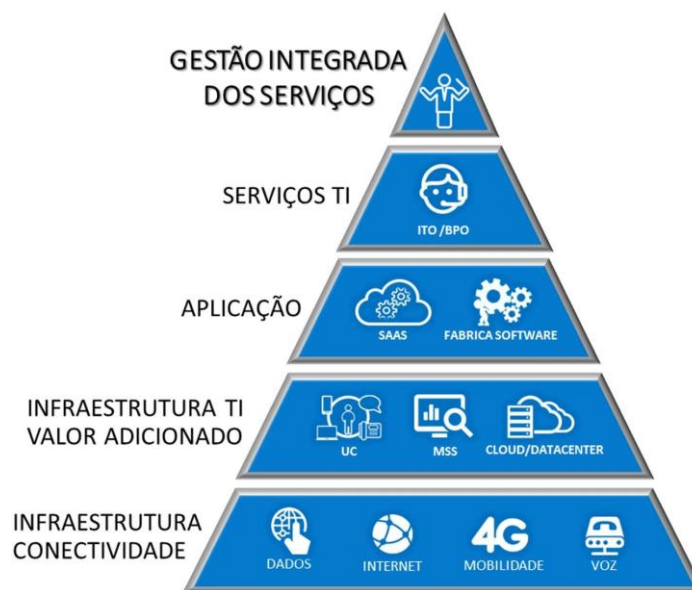 GESTÃO INTEGRADA
DOS SERVIÇOS
SERVIÇOS TI
ITO /BPO
APLICAÇÃO
SAAS
FABRICA SOFTWARE
INFRAESTRUTURA TI
VALOR ADICIONADO
UC
MSS
CLOUD/DATACENTER
INFRAESTRUTURA
CONECTIVIDADE
4G
DADOS
INTERNET
MOBILIDADE
VOZ